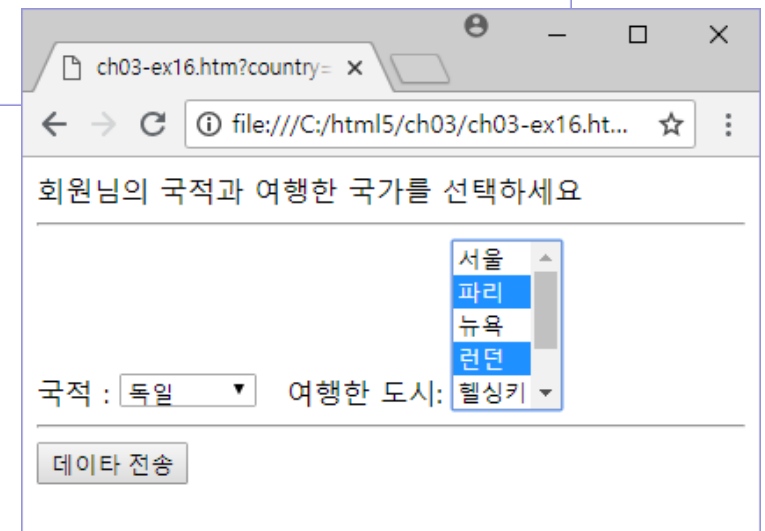 ch03-ex16.htm?country=
file:///C:/html5/ch03/ch03-ex16.ht...
회원님의 국적과 여행한 국가를 선택하세요
서울
파리
뉴욕
런던
국적 : 독일 여행한 도시: 헬싱키
데이타 전송